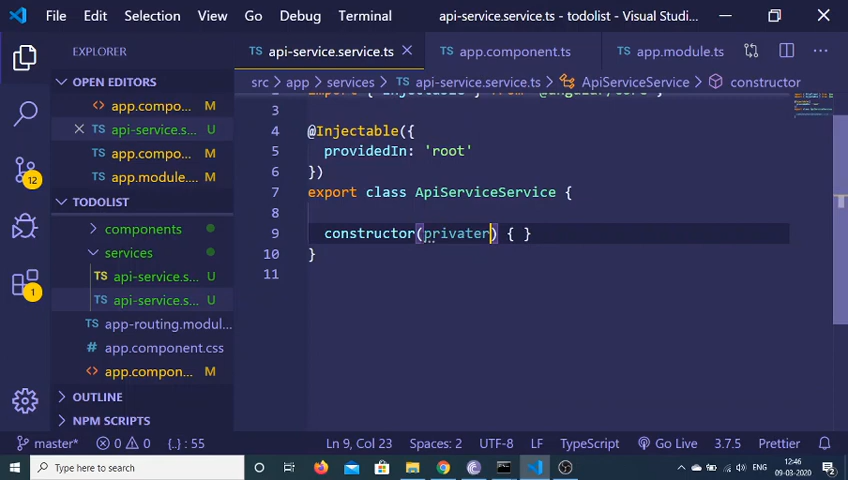 File Edit Selection View Go Debug Terminal api-service.service.ts - todolist - Visual Studi...
EXPLORER
TS api-service.service.ts
TS app.component.ts
TS app.module.ts
OPEN EDITORS
src > app > services > TS api-service.service.ts > ApiServiceService > constructor
app.compo... M
TS api-service.s... U
TS app.compo... M
TS app.module.... M
TODOLIST
components
services
TS api-service.s... U
TS api-service.s... U
TS app-routing.modul...
# app.component.css
app.compon... M
OUTLINE
NPM SCRIPTS
3
4 @Injectable({
5 providedIn: 'root'
6 })
7 export class ApiServiceService {
8
9 constructor(privater) { }
10 }
11
12
1
master* 0 0 {..} : 55 Ln 9, Col 23 Spaces: 2 UTF-8 LF TypeScript Go Live 3.7.5 Prettier
Type here to search
ENG
12:46
09-03-2020
2